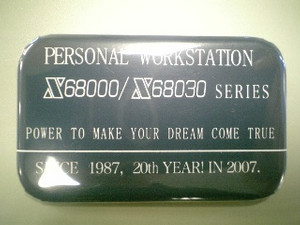 PERSONAL WORKSTATION
X68000/X68030 SERIES
POWER TO MAKE YOUR DREAM COME TRUE
SINCE 1987, 20th YEAR! IN 2007.